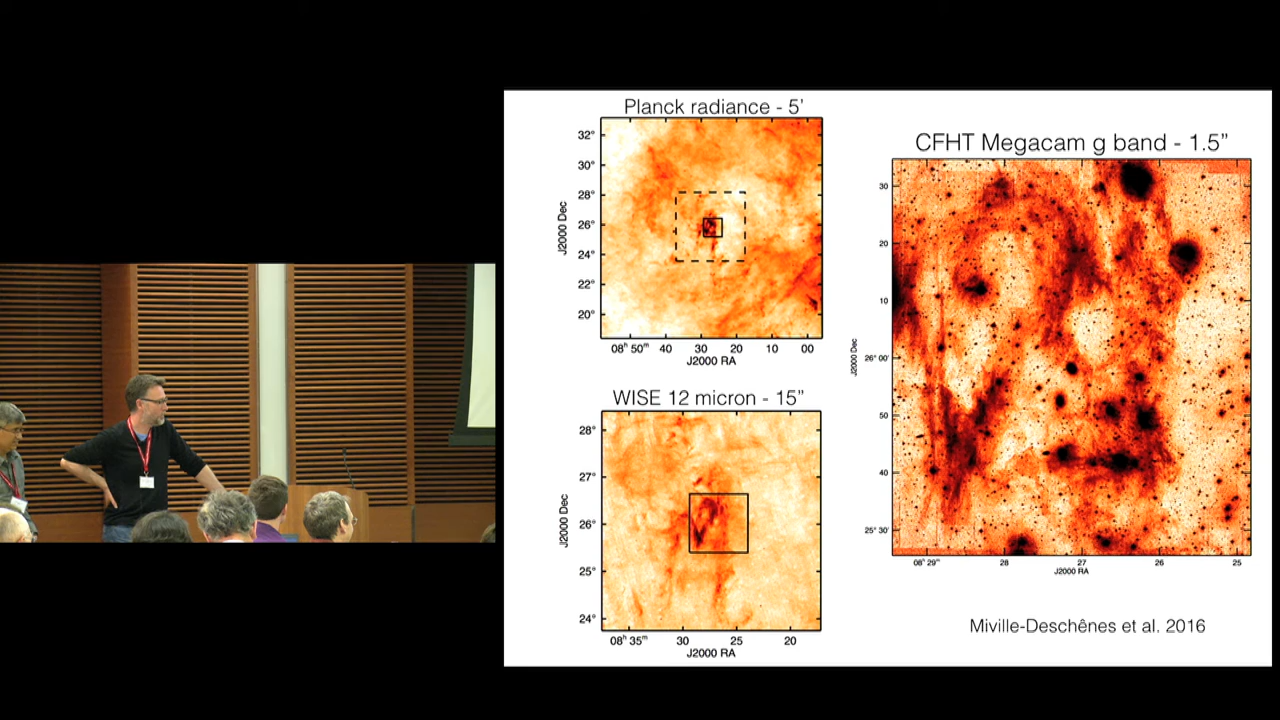 Planck radiance - 5'
32°
30°
28°
26°
24°
22°
20°
J2000 Dec
08ʰ 50ᵐ 40 30 20 10 00
J2000 RA
WISE 12 micron - 15”
28°
27°
26°
25°
24°
J2000 Dec
08ʰ 35ᵐ 30 25 20
J2000 RA
CFHT Megacam g band - 1.5”
30
20
10
26° 00'
50
40
25° 30'
J2000 Dec
08ʰ 29ᵐ 28 27 26 25
J2000 RA
Miville-Deschênes et al. 2016